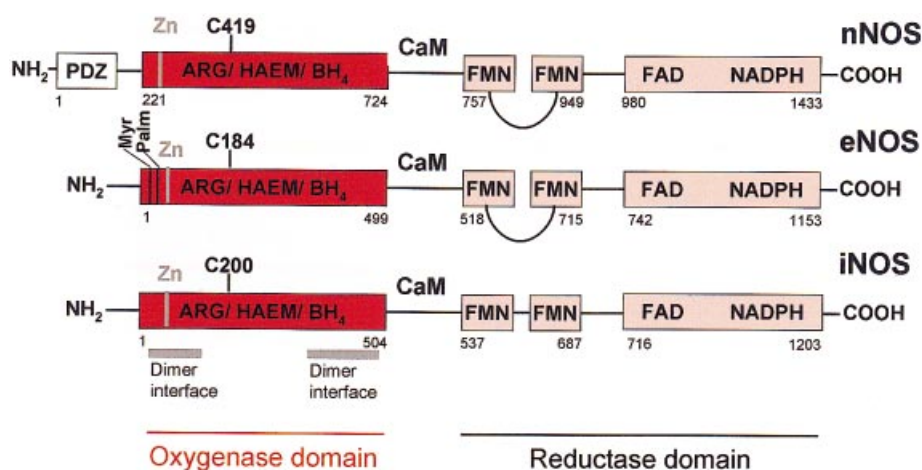 Zn
C419
CaM
nNOS
NH2 PDZ ARG/ HAEM/ BH4 FMN FMN FAD NADPH COOH
1 221 724 757 949 980 1433
Myr
Palm
Zn
C184
CaM
eNOS
NH2 ARG/ HAEM/ BH4 FMN FMN FAD NADPH COOH
1 499 518 715 742 1153
Zn
C200
CaM
iNOS
NH2 ARG/ HAEM/ BH4 FMN FMN FAD NADPH COOH
1 504 537 687 716 1203
Dimer
interface
Dimer
interface
Oxygenase domain
Reductase domain